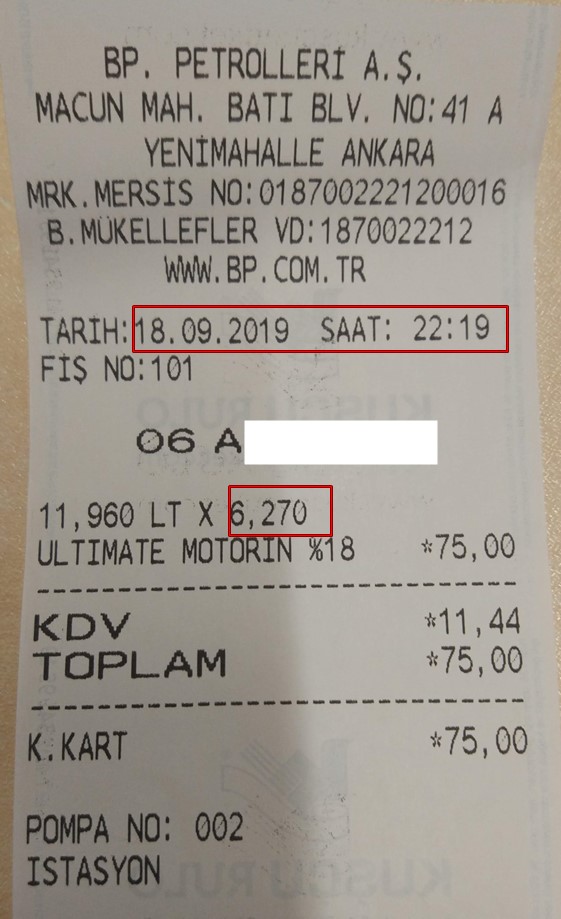 BP. PETROLLERİ A.Ş.
MACUN MAH. BATI BLV. NO:41 A
YENİMAHALLE ANKARA
MRK.MERSİS NO:0187002221200016
B.MÜKELLEFLER VD:1870022212
WWW.BP.COM.TR
TARİH:18.09.2019 SAAT: 22:19
FİŞ NO:101
06 A
11,960 LT X 6,270
ULTIMATE MOTORİN %18 *75,00
KDV *11,44
TOPLAM *75,00
K.KART *75,00
POMPA NO: 002
ISTASYON